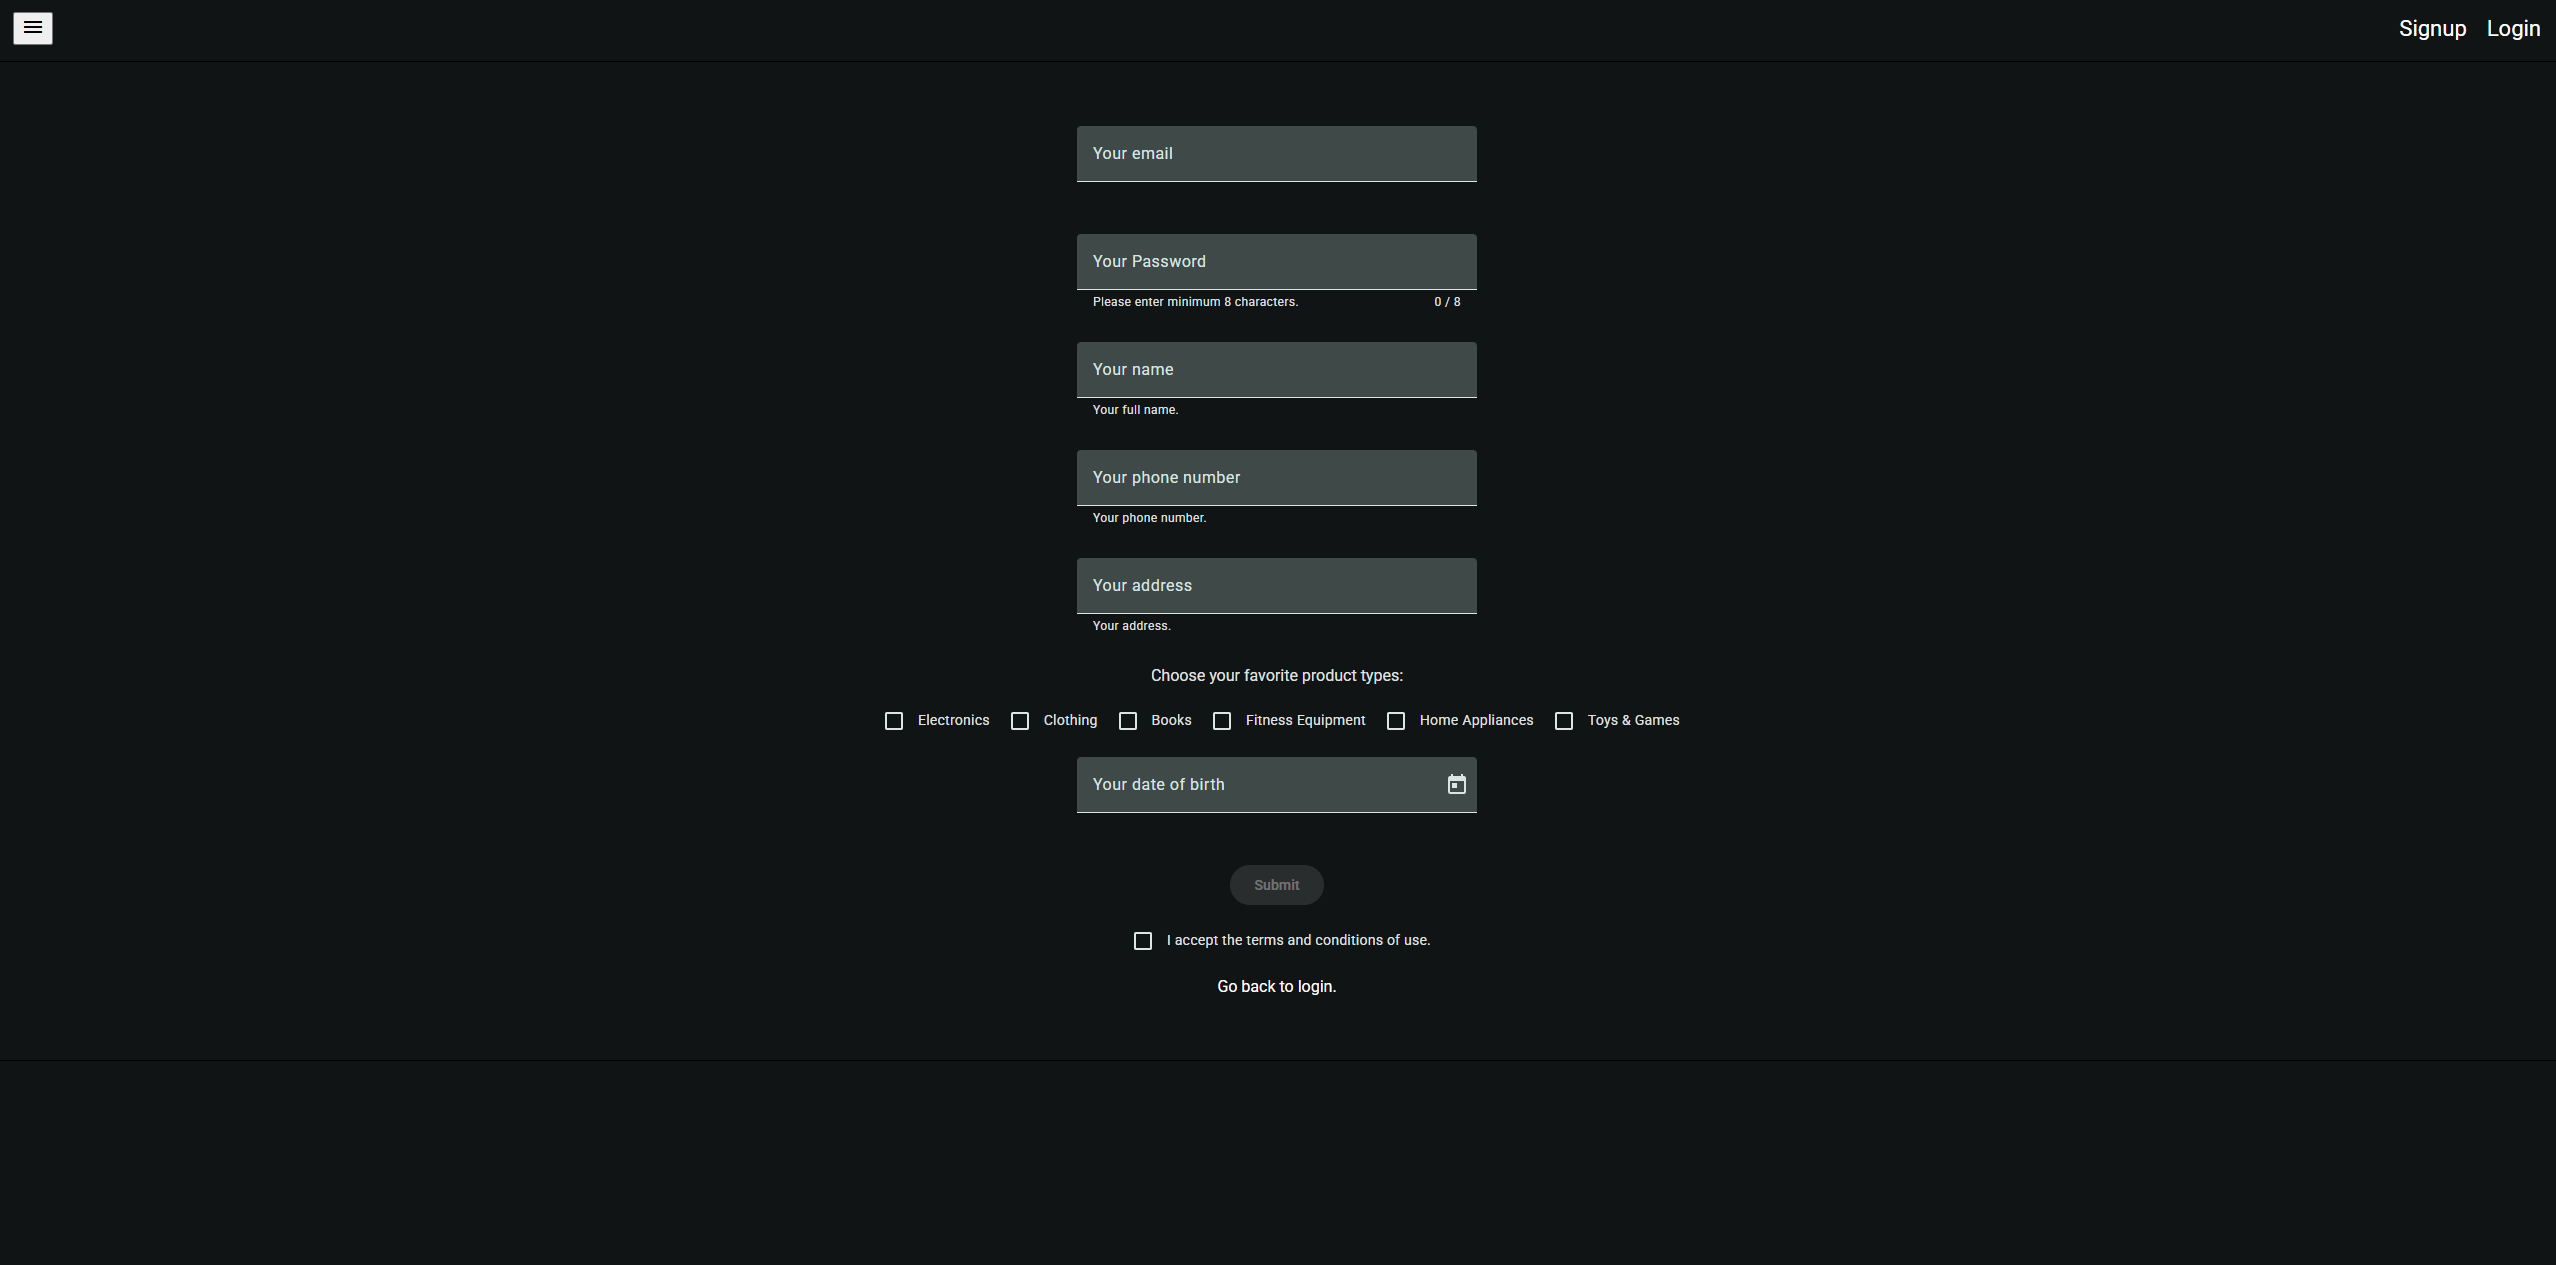 Signup Login
Your email
Your Password
Please enter minimum 8 characters. 0 / 8
Your name
Your full name.
Your phone number
Your phone number.
Your address
Your address.
Choose your favorite product types:
Electronics Clothing Books Fitness Equipment Home Appliances Toys & Games
Your date of birth
Submit
I accept the terms and conditions of use.
Go back to login.